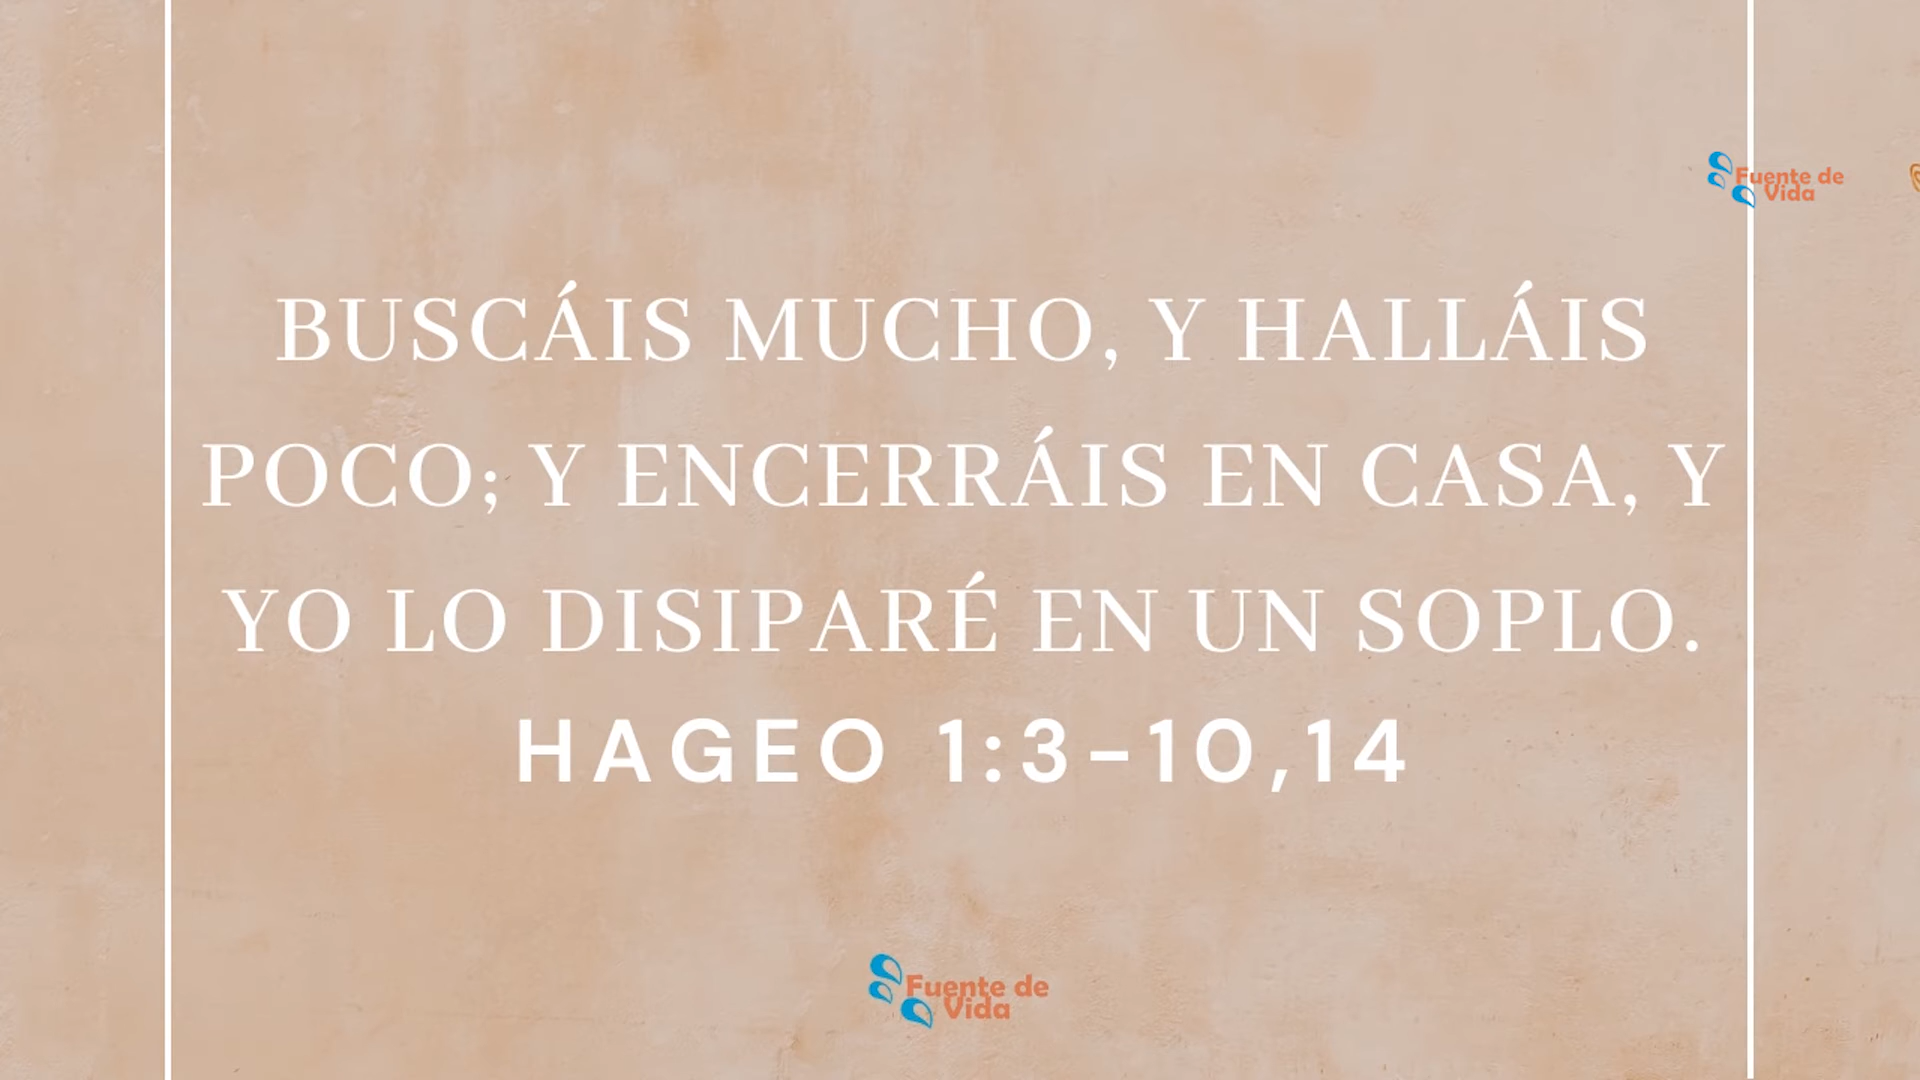 Fuente de
Vida
BUSCÁIS MUCHO, Y HALLÁIS
POCO; Y ENCERRÁIS EN CASA, Y
YO LO DISIPARÉ EN UN SOPLO.
HAGEO 1:3-10,14
Fuente de
Vida